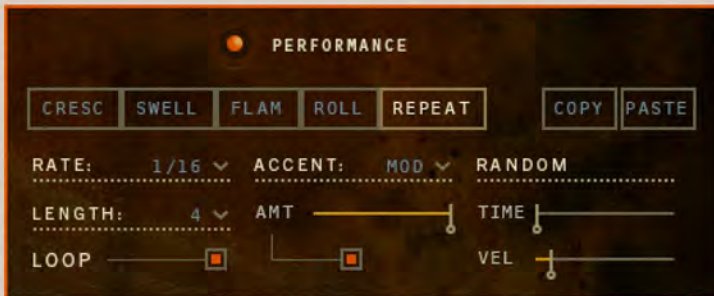 PERFORMANCE
CRESC SWELL FLAM ROLL REPEAT COPY PASTE
RATE: 1/16 ACCENT: MOD RANDOM
LENGTH: 4 AMT TIME
LOOP VEL